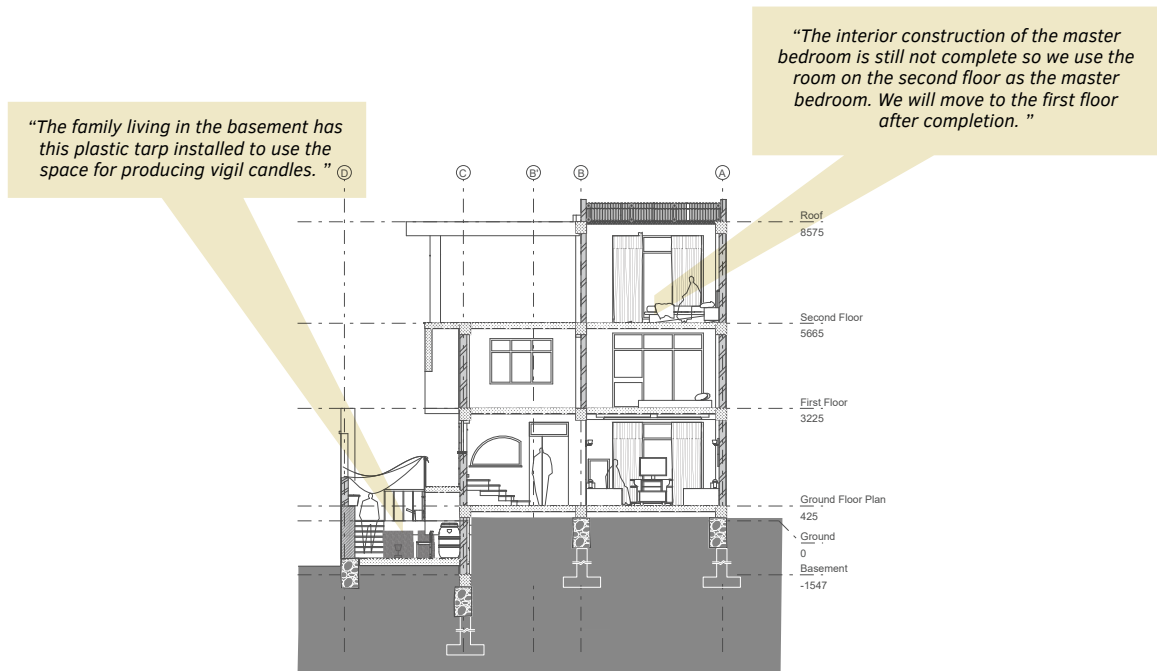 “The interior construction of the master
bedroom is still not complete so we use the
room on the second floor as the master
bedroom. We will move to the first floor
after completion. ”
“The family living in the basement has
this plastic tarp installed to use the
space for producing vigil candles. ”
D
C
B'
B
A
Roof
8575
Second Floor
5665
First Floor
3225
Ground Floor Plan
425
Ground
0
Basement
-1547